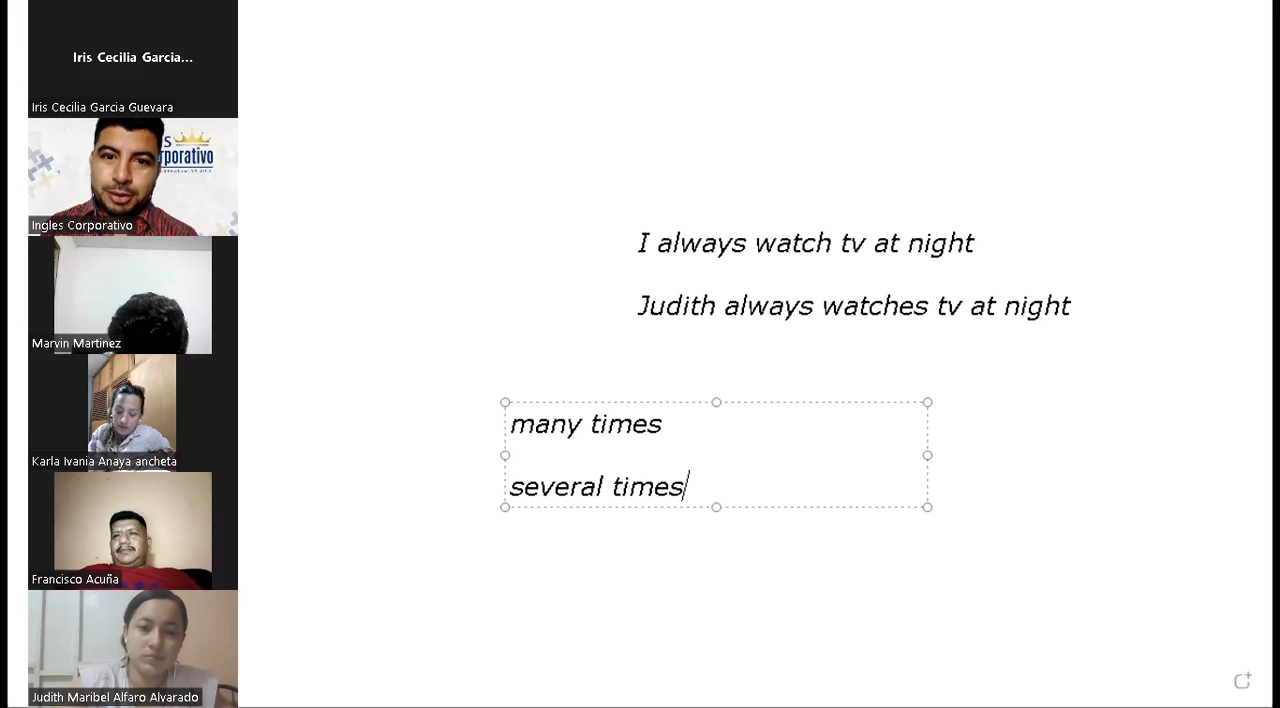 Iris Cecilia Garcia...
Iris Cecilia Garcia Guevara
rporativo
Ingles Corporativo
Marvin Martinez
Karla Ivania Anaya ancheta
Francisco Acuña
Judith Maribel Alfaro Alvarado
I always watch tv at night
Judith always watches tv at night
many times
several times